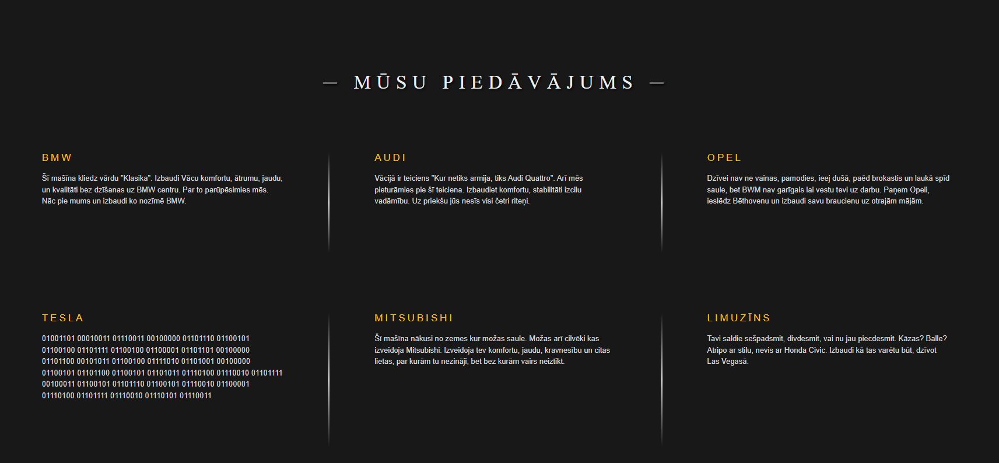 — MŪSU PIEDĀVĀJUMS —
BMW
Šī mašīna kliedz vārdu "Klasika". Izbaudi Vācu komfortu, ātrumu, jaudu,
un kvalitāti bez dzīšanas uz BMW centru. Par to parūpēsimies mēs.
Nāc pie mums un izbaudi ko nozīmē BMW.
AUDI
Vācijā ir teiciens "Kur netiks armija, tiks Audi Quattro". Arī mēs
pieturāmies pie šī teiciena. Izbaudiet komfortu, stabilitāti izcilu
vadāmību. Uz priekšu jūs nesīs visi četri riteņi.
OPEL
Dzīvei nav ne vainas, pamodies, ieej dušā, paēd brokastis un laukā spīd
saule, bet BWM nav garīgais lai vestu tevi uz darbu. Paņem Opeli,
ieslēdz Bēthovenu un izbaudi savu braucienu uz otrajām mājām.
TESLA
01001101 00010011 01110011 00100000 01101110 01100101
01100100 01101111 01100100 01100001 01101101 00100000
01101100 00101011 01100100 01111010 01101001 00100000
01100101 01101100 01100101 01101011 01110100 01110010 01101111
00100011 01100101 01101110 01100101 01110010 01100001
01110100 01101111 01110010 01110101 01110011
MITSUBISHI
Šī mašīna nākusi no zemes kur možas saule. Možas arī cilvēki kas
izveidoja Mitsubishi. Izveidoja tev komfortu, jaudu, kravnesību un citas
lietas, par kurām tu nezināji, bet bez kurām vairs neiztikt.
LIMUZĪNS
Tavi saldie sešpadsmit, divdesmit, vai nu jau piecdesmit. Kāzas? Balle?
Atripo ar stilu, nevis ar Honda Civic. Izbaudi kā tas varētu būt, dzīvot
Las Vegasā.